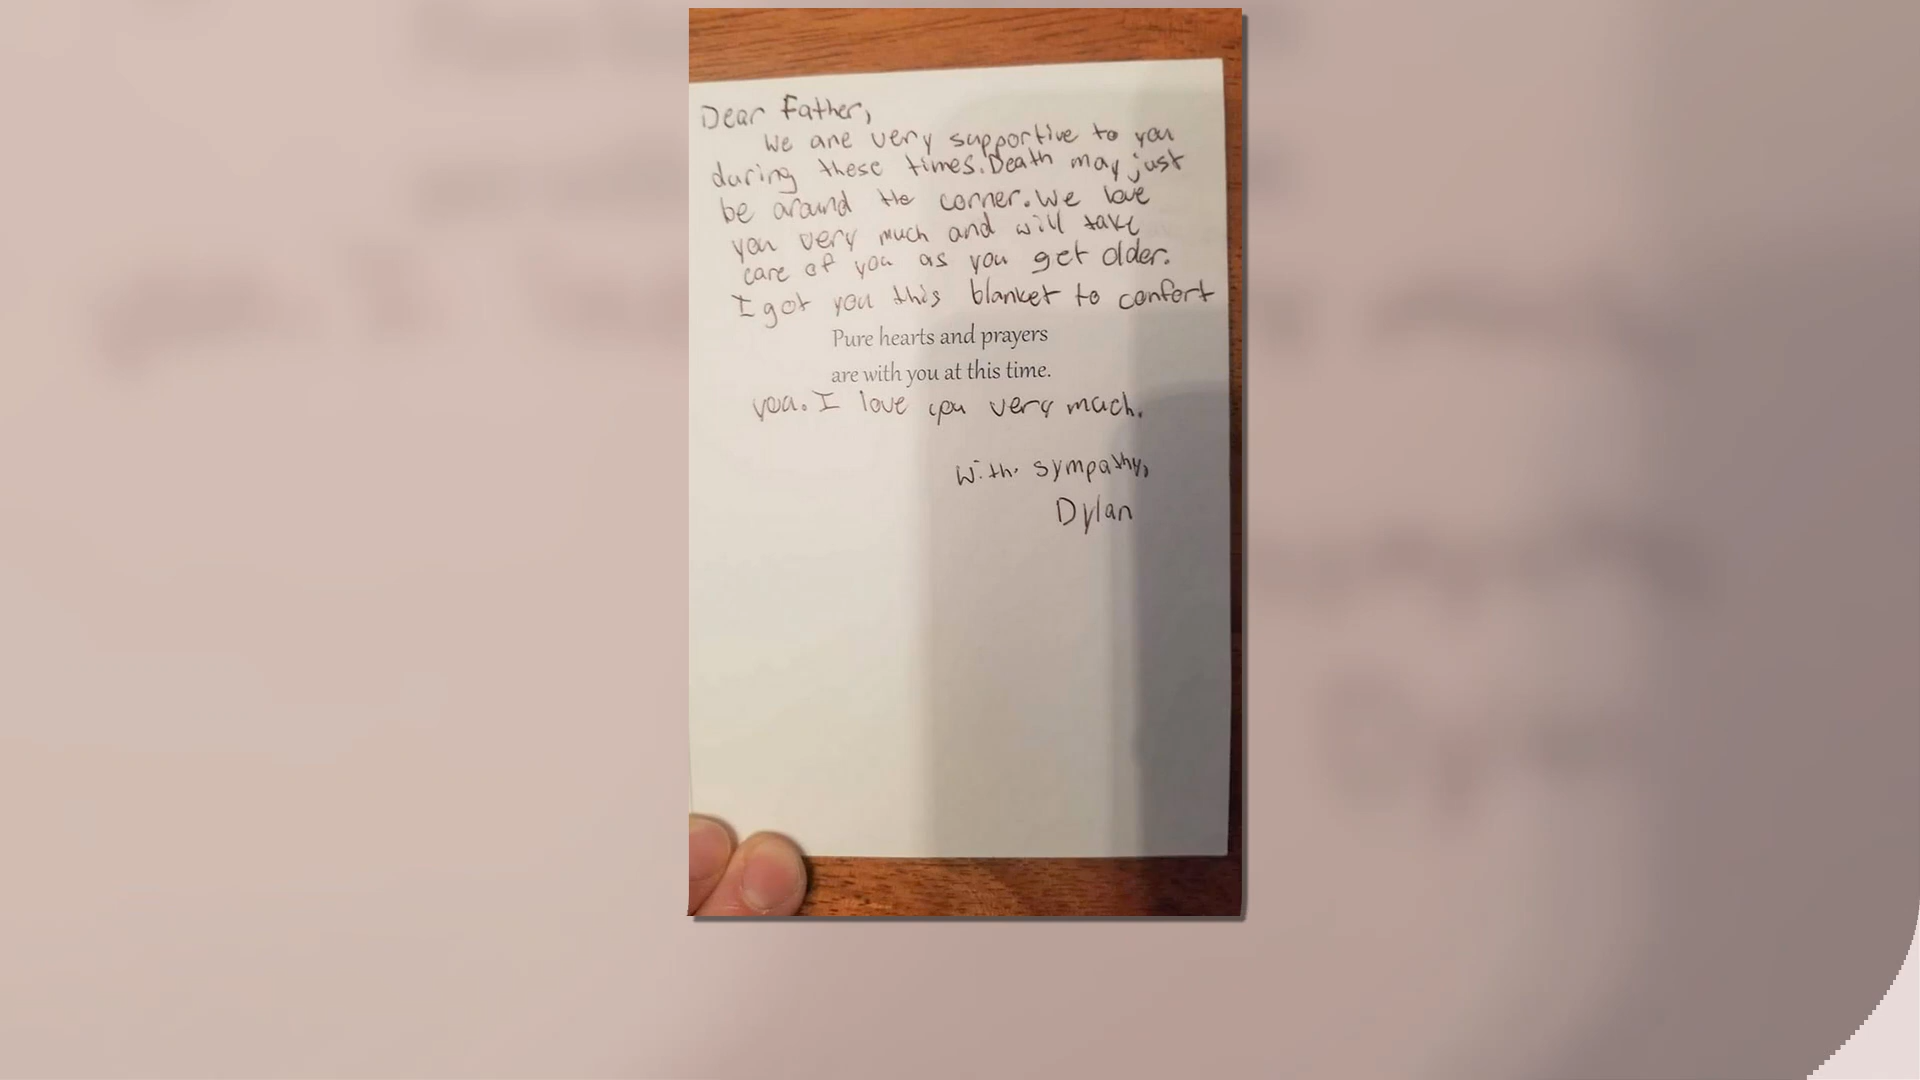 Dear Father,
We are very supportive to you
during these times. Death may just
be around the corner. We love
you very much and will take
care of you as you get older.
I got you this blanket to confort
Pure hearts and prayers
are with you at this time.
you. I love you very much.
With sympathy,
Dylan